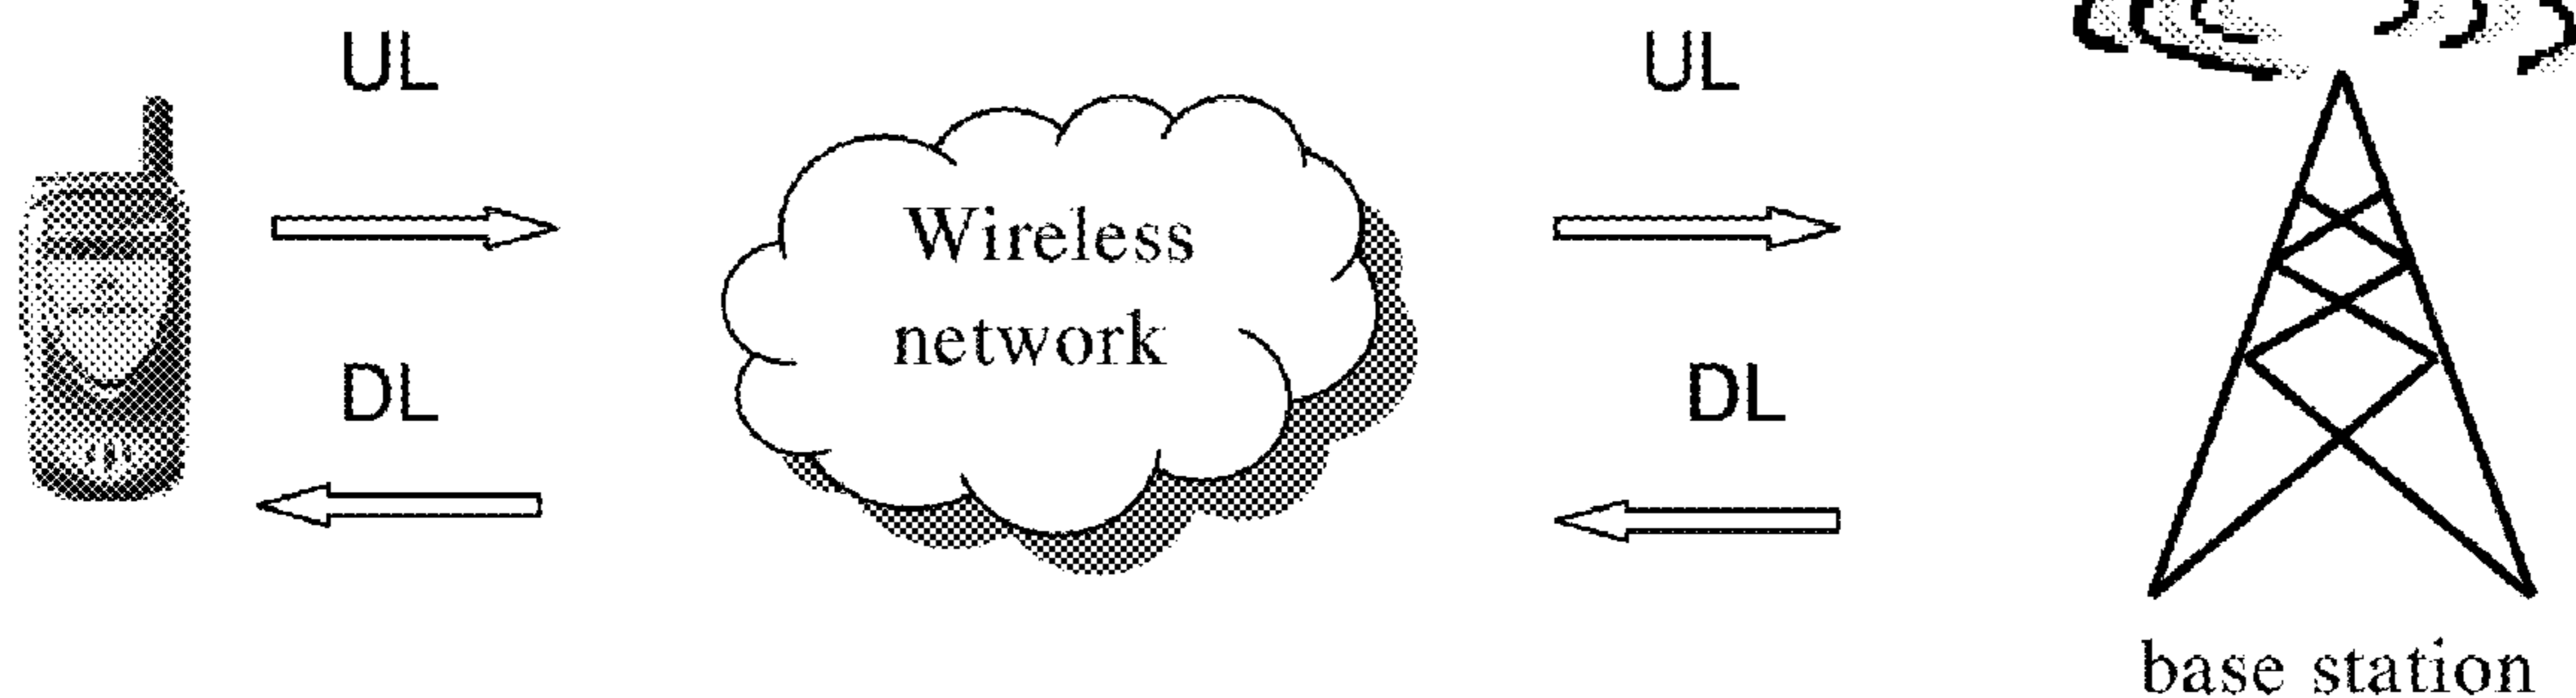 UL
UL
Wireless
network
DL
DL
base station